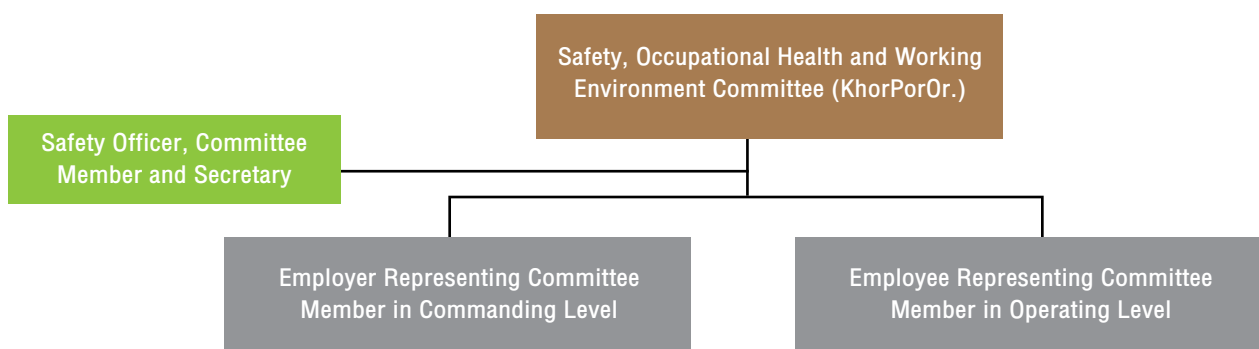 Safety, Occupational Health and Working
Environment Committee (KhorPorOr.)
Safety Officer, Committee
Member and Secretary
Employer Representing Committee
Member in Commanding Level
Employee Representing Committee
Member in Operating Level